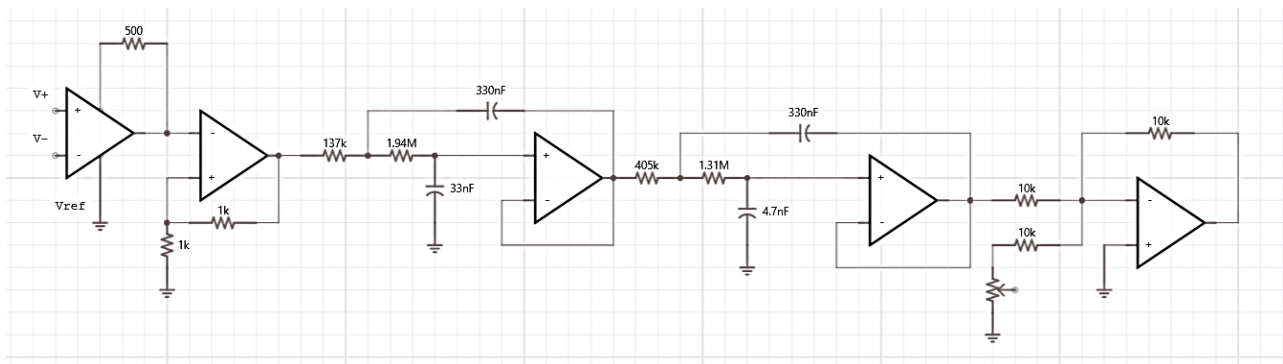 500
V+
V-
Vref
-
+
+
-
1k
1k
137k
1.94M
330nF
33nF
+
-
405k
1.31M
330nF
4.7nF
+
-
10k
10k
10k
-
+